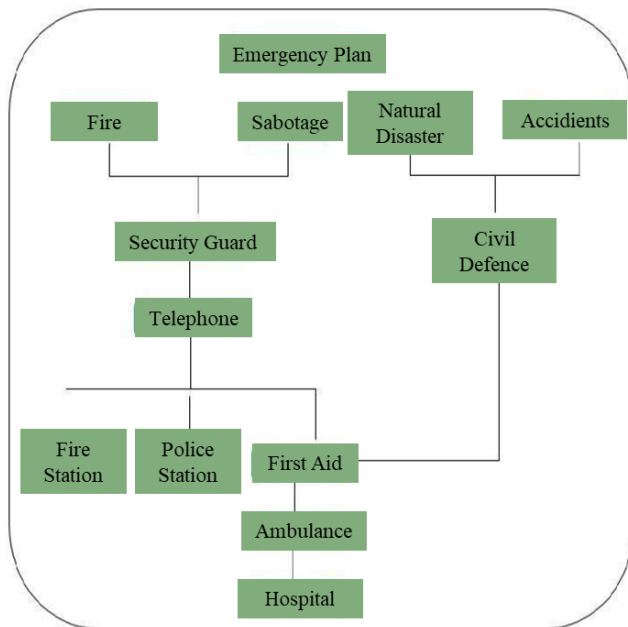 Emergency Plan
Fire
Sabotage
Natural
Disaster
Accidients
Security Guard
Civil
Defence
Telephone
Fire
Station
Police
Station
First Aid
Ambulance
Hospital